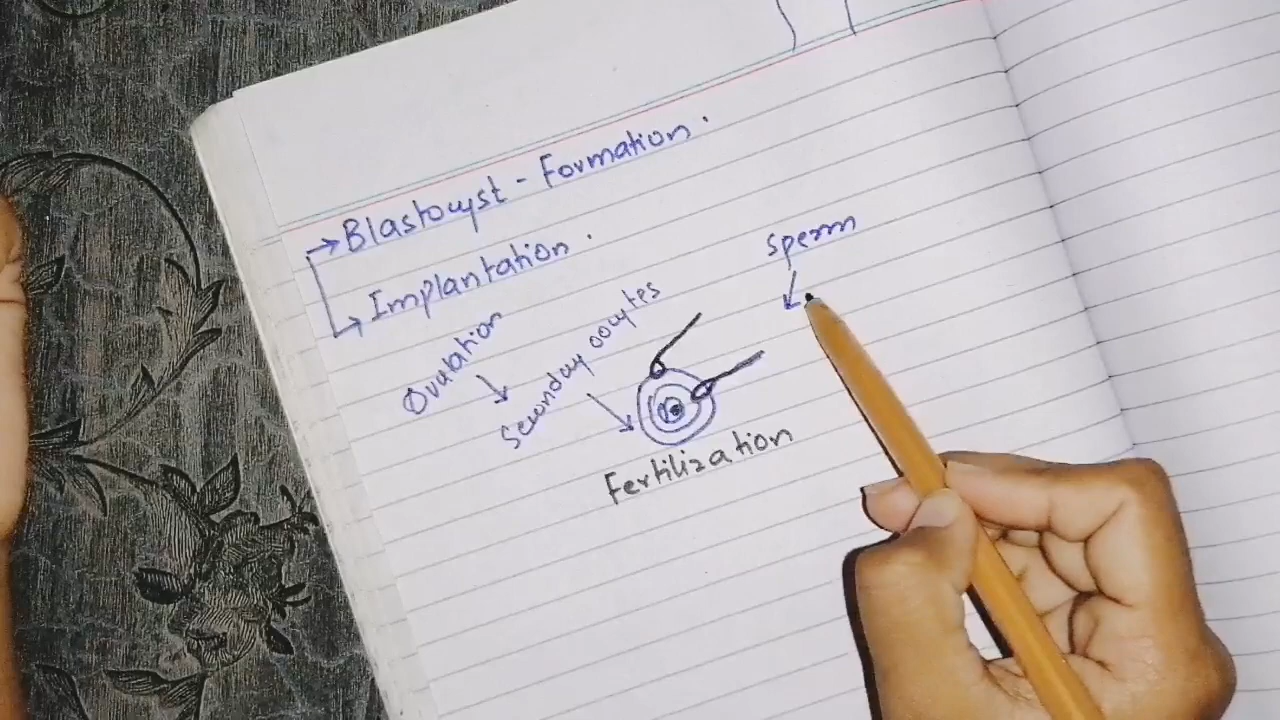 Blastocyst - Formation.
Implantation.
Sperm
Ovulation
Secondary oocytes
Fertilization